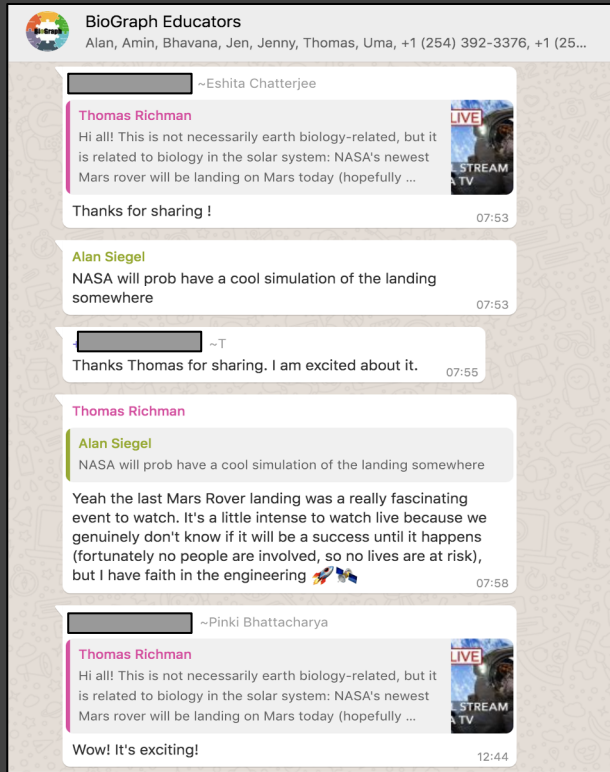 BioGraph
BioGraph Educators
Alan, Amin, Bhavana, Jen, Jenny, Thomas, Uma, +1 (254) 392-3376, +1 (25...
~Eshita Chatterjee
Thomas Richman
Hi all! This is not necessarily earth biology-related, but it
is related to biology in the solar system: NASA's newest
Mars rover will be landing on Mars today (hopefully ...
LIVE
STREAM
A TV
Thanks for sharing !
07:53
Alan Siegel
NASA will prob have a cool simulation of the landing
somewhere
07:53
~T
Thanks Thomas for sharing. I am excited about it.
07:55
Thomas Richman
Alan Siegel
NASA will prob have a cool simulation of the landing somewhere
Yeah the last Mars Rover landing was a really fascinating
event to watch. It's a little intense to watch live because we
genuinely don't know if it will be a success until it happens
(fortunately no people are involved, so no lives are at risk),
but I have faith in the engineering 🚀 🛰️
07:58
~Pinki Bhattacharya
Thomas Richman
Hi all! This is not necessarily earth biology-related, but it
is related to biology in the solar system: NASA's newest
Mars rover will be landing on Mars today (hopefully ...
LIVE
L STREAM
A TV
Wow! It's exciting!
12:44